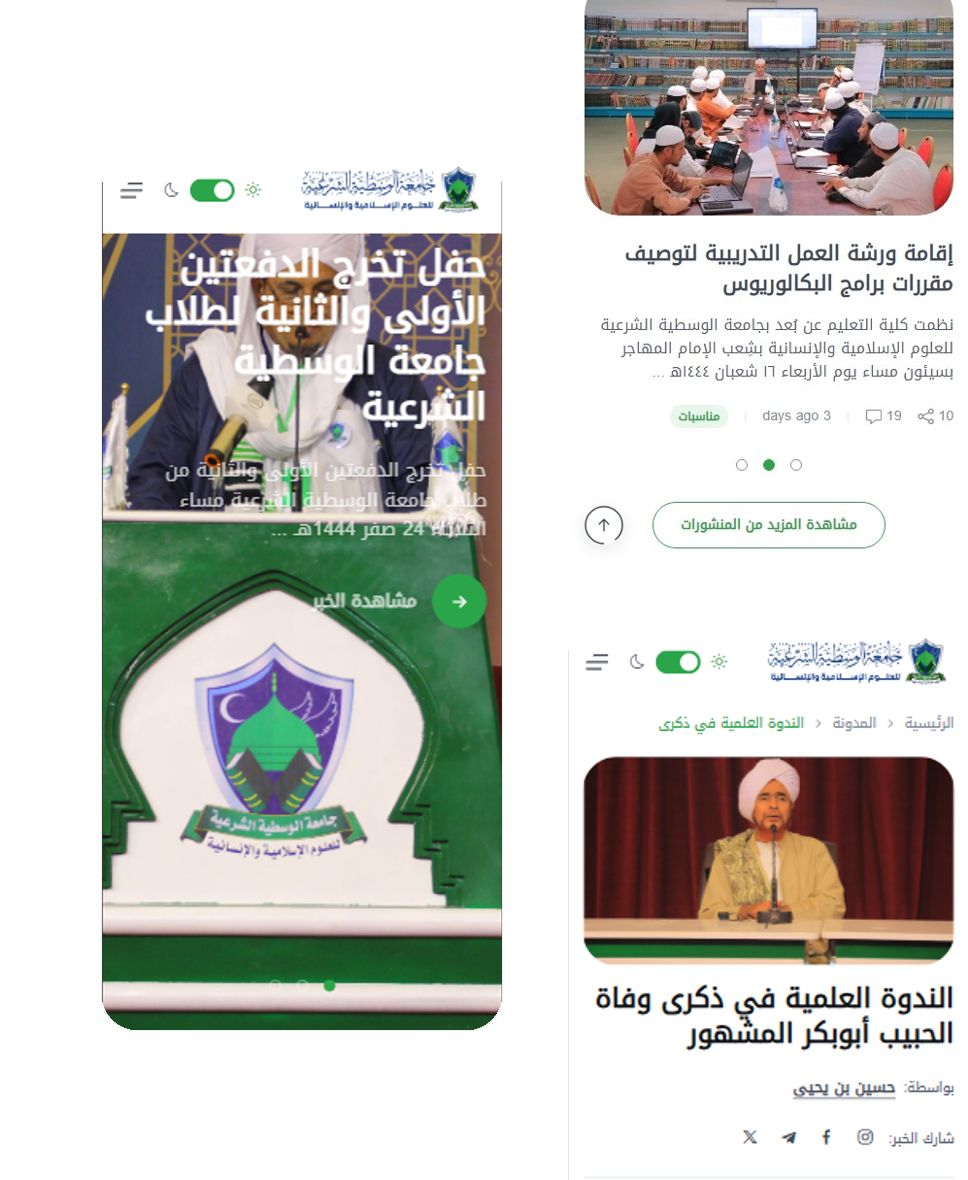 جامعة الوسطية الشرعية
للعلوم الإسلامية والإنسانية
حفل تخرج الدفعتين
الأولى والثانية لطلاب
جامعة الوسطية
الشرعية
حفل تخرج الدفعتين الأولى والثانية من
طلاب جامعة الوسطية الشرعية مساء
الثلاثاء 24 صفر 1444هـ ...
مشاهدة الخبر
جامعة الوسطية الشرعية
للعلوم الإسلامية والإنسانية
إقامة ورشة العمل التدريبية لتوصيف
مقررات برامج البكالوريوس
نظمت كلية التعليم عن بُعد بجامعة الوسطية الشرعية
للعلوم الإسلامية والإنسانية بشِعب الإمام المهاجر
بسيئون مساء يوم الأربعاء ١٦ شعبان ١٤٤٤هـ ...
10 19 3 days ago مناسبات
مشاهدة المزيد من المنشورات
جامعة الوسطية الشرعية
للعلوم الإسلامية والإنسانية
الرئيسية › المدونة › الندوة العلمية في ذكرى
الندوة العلمية في ذكرى وفاة
الحبيب أبوبكر المشهور
بواسطة: حسين بن يحيى
شارك الخبر: